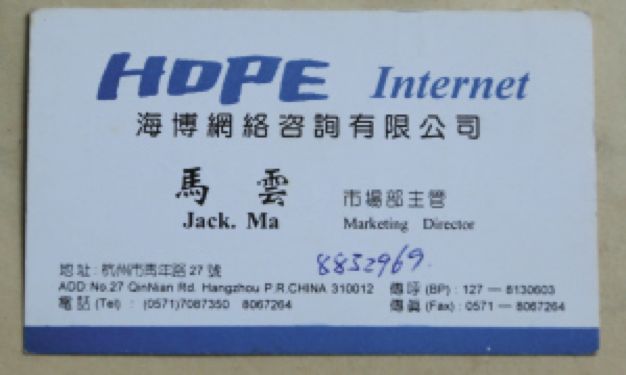 HOPE Internet
海博網絡咨詢有限公司
馬雲 市場部主管
Jack. Ma Marketing Director
8832969.
地址: 杭州市青年路 27 號
ADD No.27 QinNian Rd. Hangzhou P.R.CHINA 310012 傳呼 (BP) : 127 — 8130603
電話 (Tel) : (0571)7087350 8067264 傳真 (Fax) : 0571 — 8067264